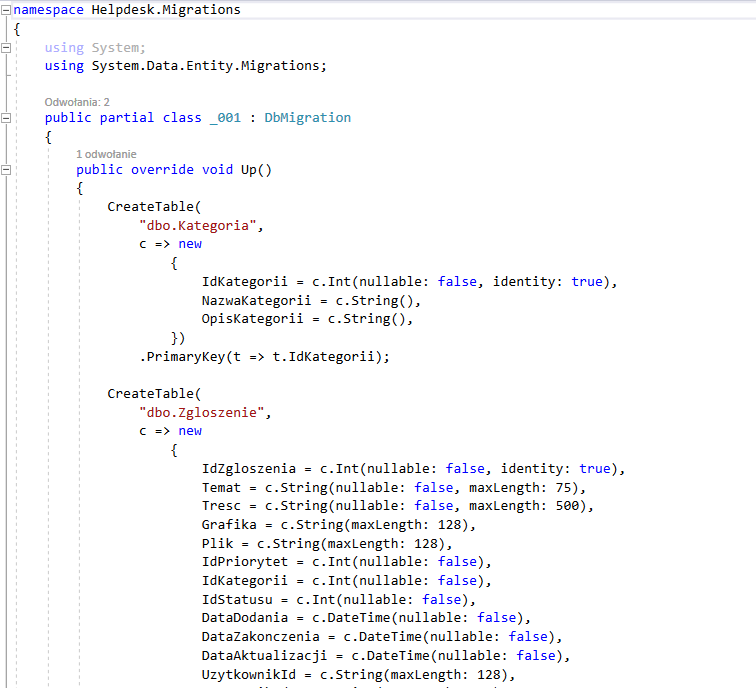 namespace Helpdesk.Migrations
{
using System;
using System.Data.Entity.Migrations;
Odwołania: 2
public partial class _001 : DbMigration
{
1 odwołanie
public override void Up()
{
CreateTable(
"dbo.Kategoria",
c => new
{
IdKategorii = c.Int(nullable: false, identity: true),
NazwaKategorii = c.String(),
OpisKategorii = c.String(),
})
.PrimaryKey(t => t.IdKategorii);
CreateTable(
"dbo.Zgloszenie",
c => new
{
IdZgloszenia = c.Int(nullable: false, identity: true),
Temat = c.String(nullable: false, maxLength: 75),
Tresc = c.String(nullable: false, maxLength: 500),
Grafika = c.String(maxLength: 128),
Plik = c.String(maxLength: 128),
IdPriorytet = c.Int(nullable: false),
IdKategorii = c.Int(nullable: false),
IdStatusu = c.Int(nullable: false),
DataDodania = c.DateTime(nullable: false),
DataZakonczenia = c.DateTime(nullable: false),
DataAktualizacji = c.DateTime(nullable: false),
UzytkownikId = c.String(maxLength: 128),